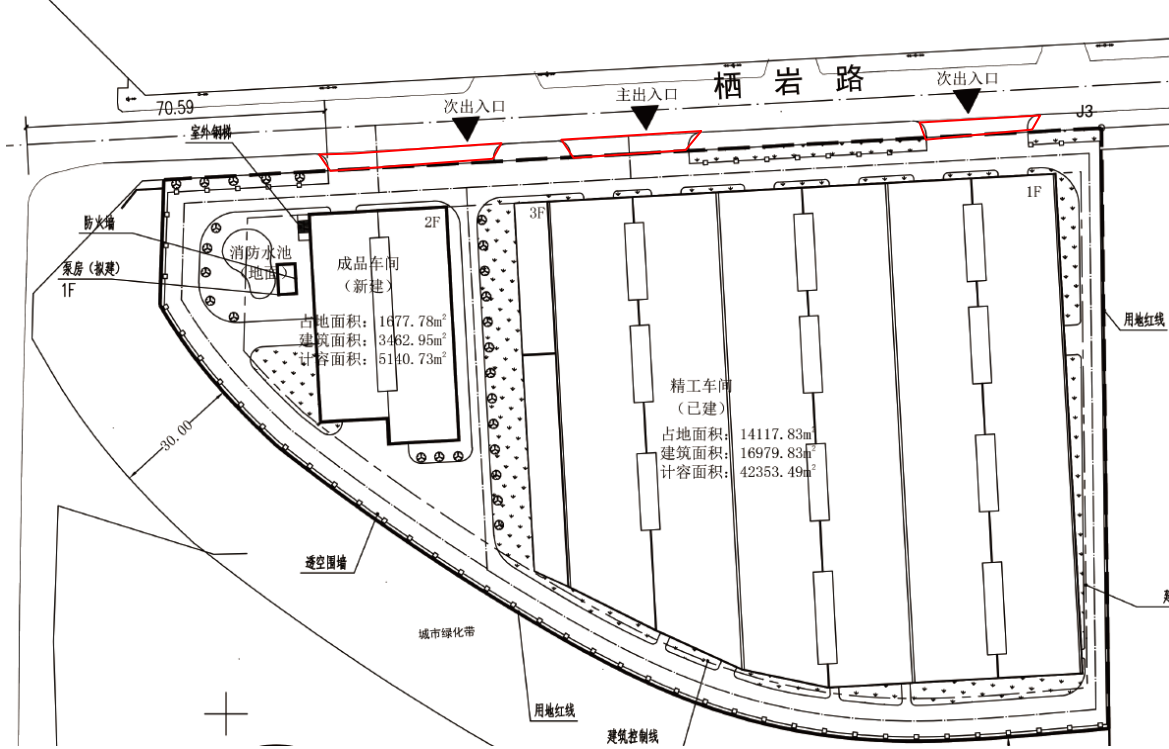 栖岩路
70.59
次出入口
主出入口
次出入口
J3
室外钢梯
防火墙
泵房（拟建）
1F
消防水池
（地面）
2F
成品车间
（新建）
占地面积：1677.78m²
建筑面积：3462.95m²
计容面积：5140.73m²
3F
1F
用地红线
精工车间
（已建）
占地面积：14117.83m²
建筑面积：16979.83m²
计容面积：42353.49m²
30.00
透空围墙
城市绿化带
用地红线
建筑控制线